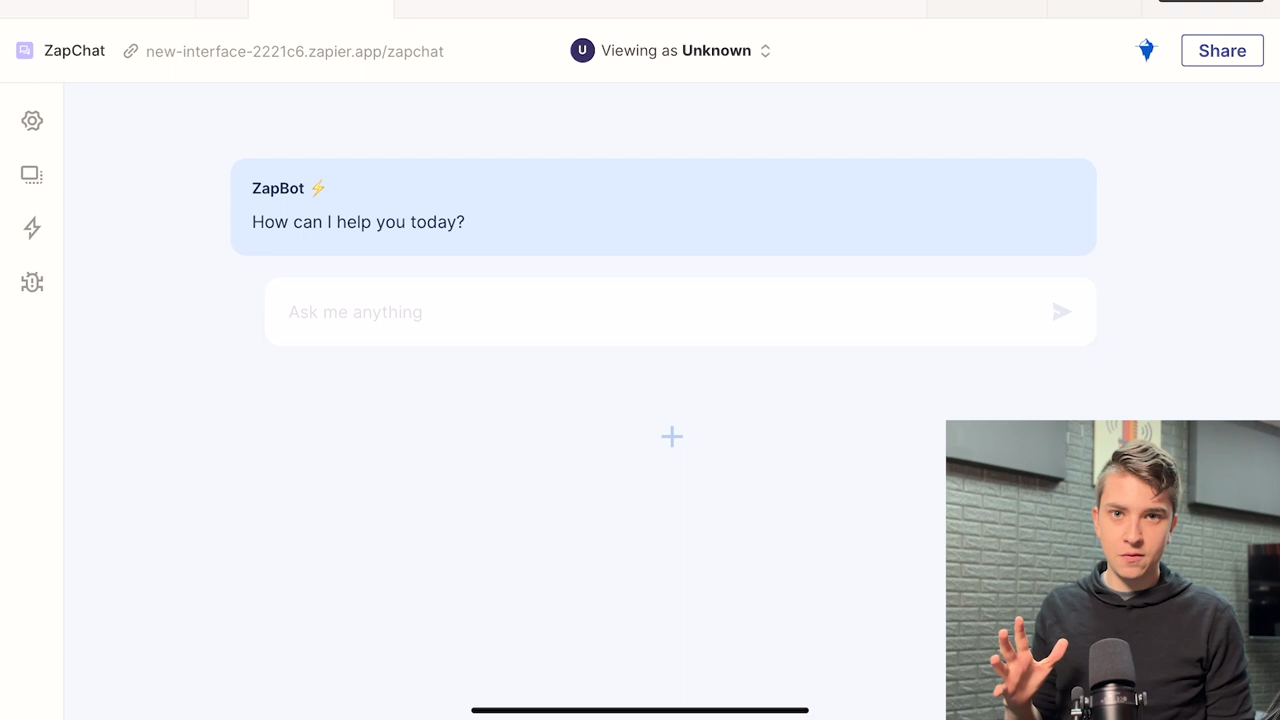 ZapChat
new-interface-2221c6.zapier.app/zapchat
U
Viewing as Unknown
Share
ZapBot ⚡
How can I help you today?
Ask me anything